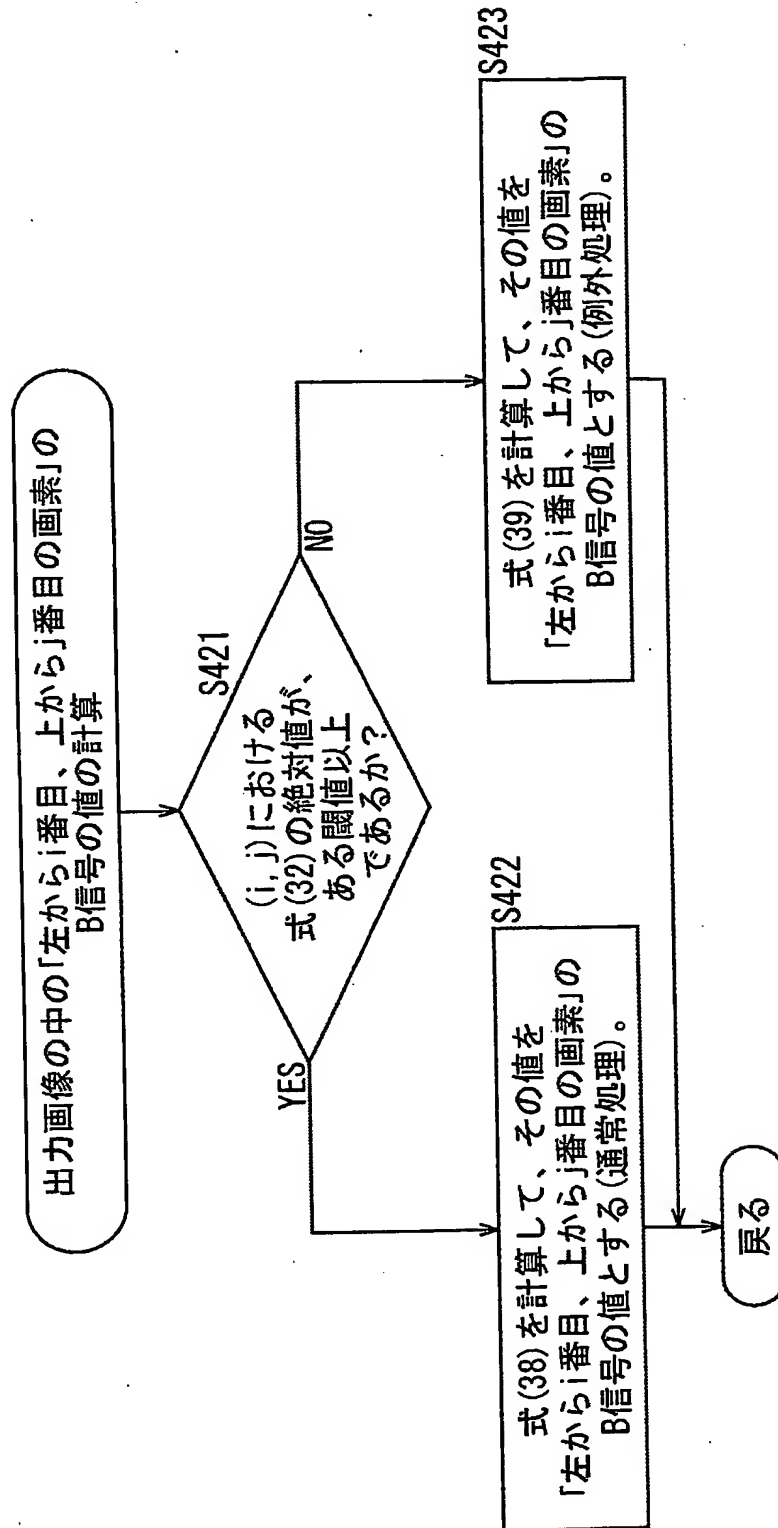 出力画像の中の「左からi番目、上からj番目の画素」の
B信号の値の計算
S421
(i, j)における
式(32)の絶対値が、
ある閾値以上
であるか?
YES
NO
S422
式(38)を計算して、その値を
「左からi番目、上からj番目の画素」の
B信号の値とする(通常処理)。
S423
式(39)を計算して、その値を
「左からi番目、上からj番目の画素」の
B信号の値とする(例外処理)。
戻る